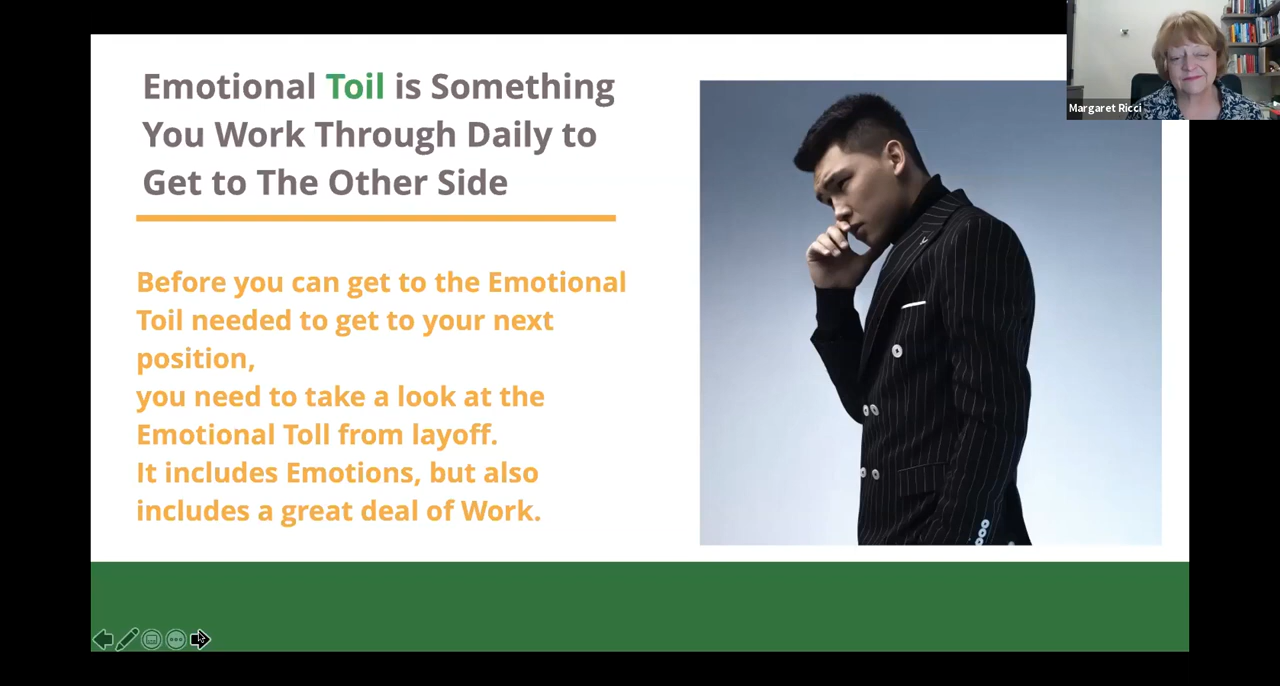 Emotional Toil is Something
You Work Through Daily to
Get to The Other Side
Before you can get to the Emotional
Toil needed to get to your next
position,
you need to take a look at the
Emotional Toll from layoff.
It includes Emotions, but also
includes a great deal of Work.
Margaret Ricci